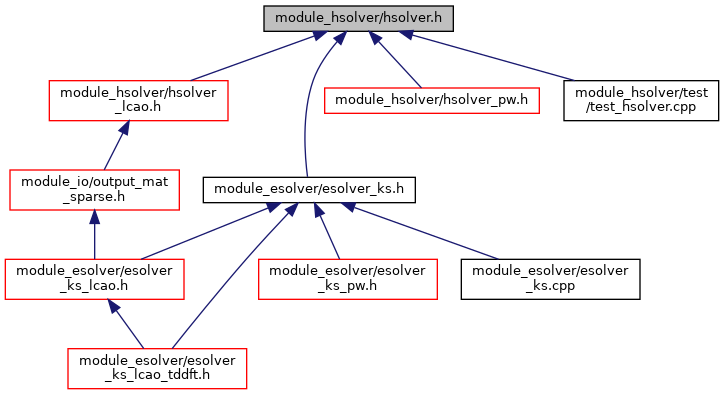 module_hsolver/hsolver.h
module_hsolver/hsolver
_lcao.h
module_hsolver/hsolver_pw.h
module_hsolver/test
/test_hsolver.cpp
module_io/output_mat
_sparse.h
module_esolver/esolver_ks.h
module_esolver/esolver
_ks_lcao.h
module_esolver/esolver
_ks_pw.h
module_esolver/esolver
_ks.cpp
module_esolver/esolver
_ks_lcao_tddft.h